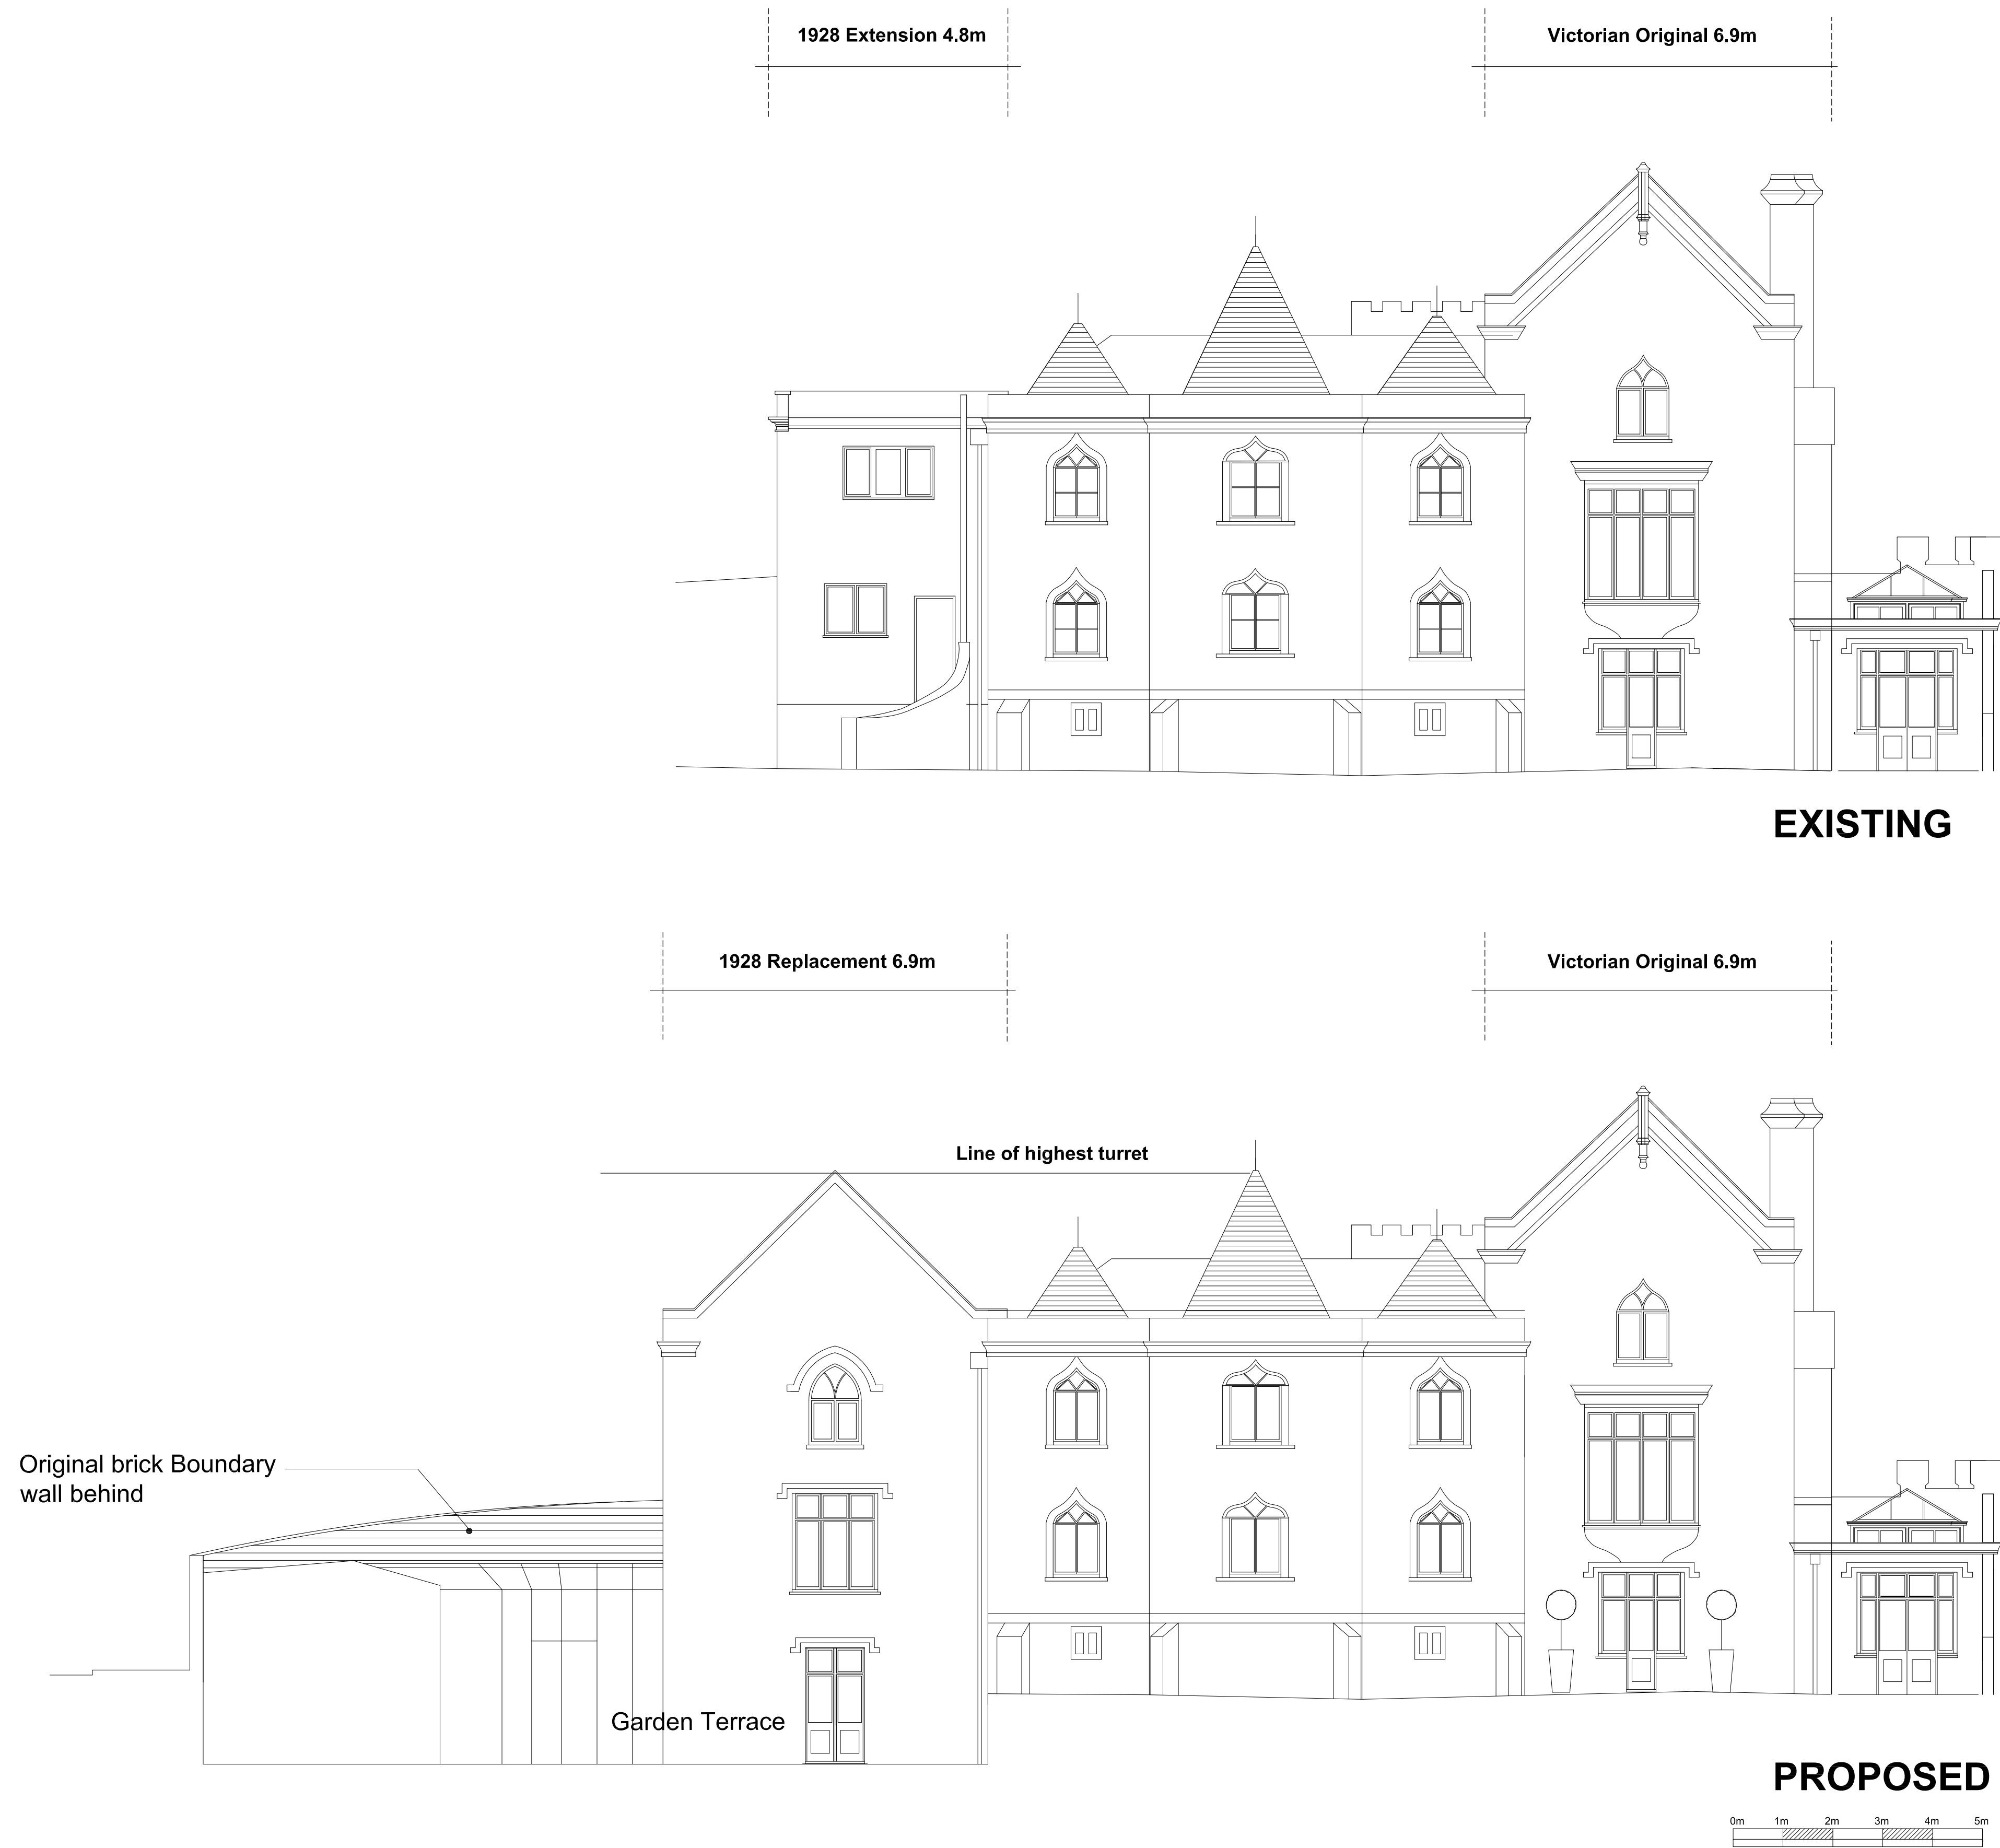 1928 Extension 4.8m
Victorian Original 6.9m
EXISTING
1928 Replacement 6.9m
Victorian Original 6.9m
Line of highest turret
Original brick Boundary
wall behind
Garden Terrace
PROPOSED
0m 1m 2m 3m 4m 5m